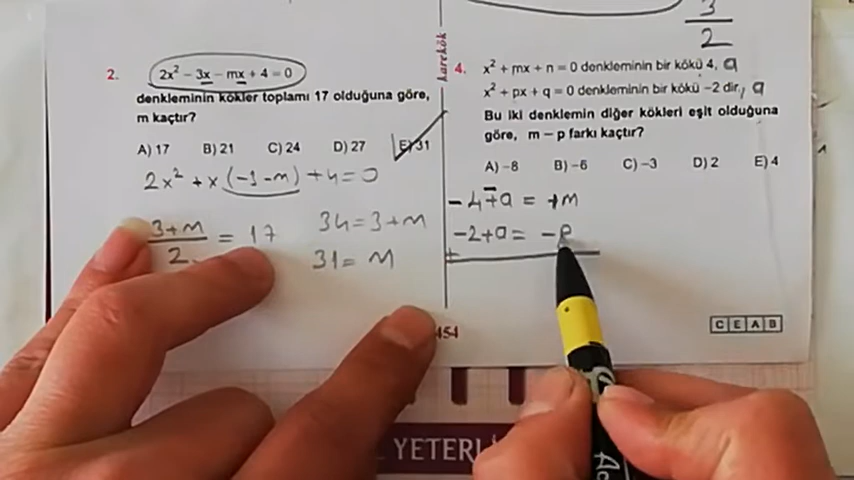 3
2
2. 2x² − 3x − mx + 4 = 0
denkleminin kökler toplamı 17 olduğuna göre,
m kaçtır?
A) 17 B) 21 C) 24 D) 27 E) 31
2x² + x (-3-m) + 4 = 0
3+m / 2 = 17
34 = 3+m
31 = m
karekök
4. x² + mx + n = 0 denkleminin bir kökü 4, a
x² + px + q = 0 denkleminin bir kökü −2 dir, a
Bu iki denklemin diğer kökleri eşit olduğuna
göre, m − p farkı kaçtır?
A) −8 B) −6 C) −3 D) 2 E) 4
-4-+a = +m
-2+a = -p
+
454
C E A B
YETERLİ